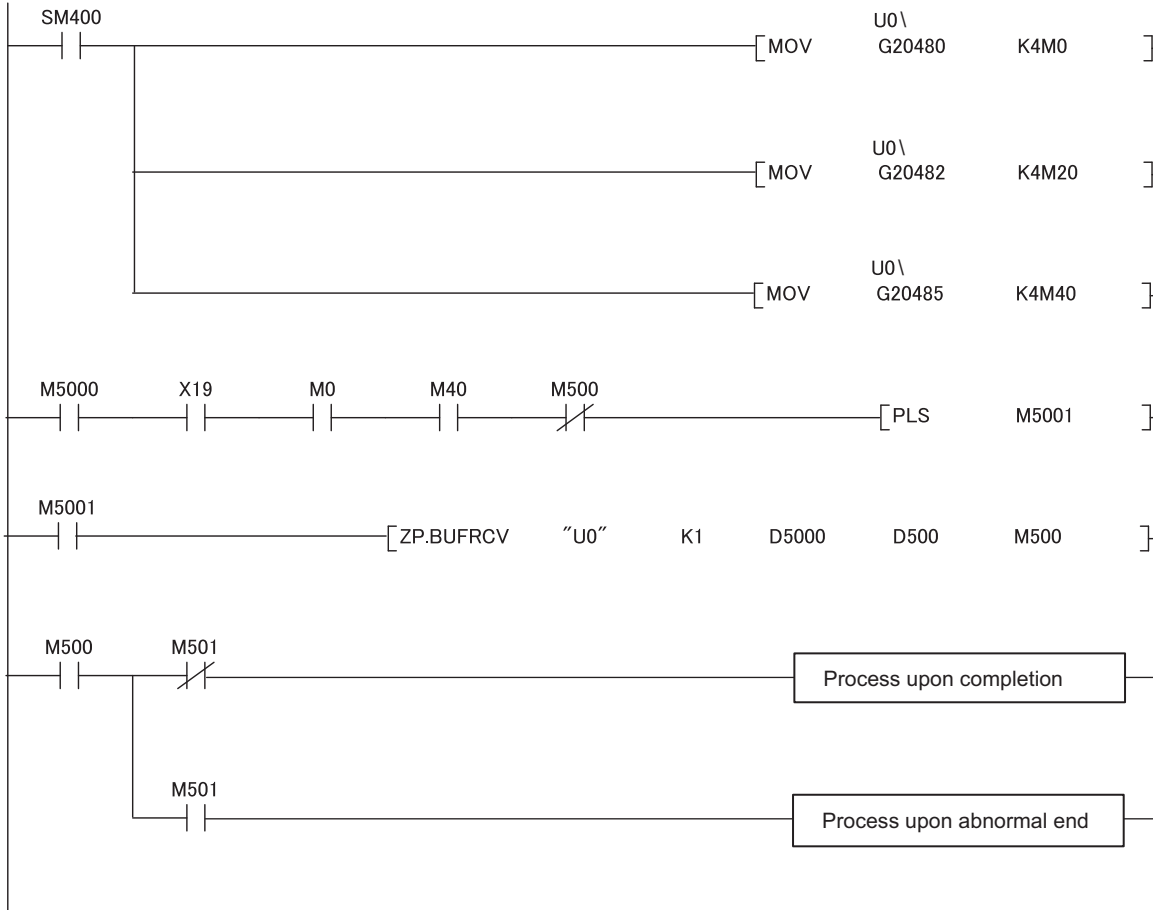 SM400
U0\
MOV G20480 K4M0
U0\
MOV G20482 K4M20
U0\
MOV G20485 K4M40
M5000 X19 M0 M40 M500
PLS M5001
M5001
ZP.BUFRCV "U0" K1 D5000 D500 M500
M500 M501
Process upon completion
M501
Process upon abnormal end